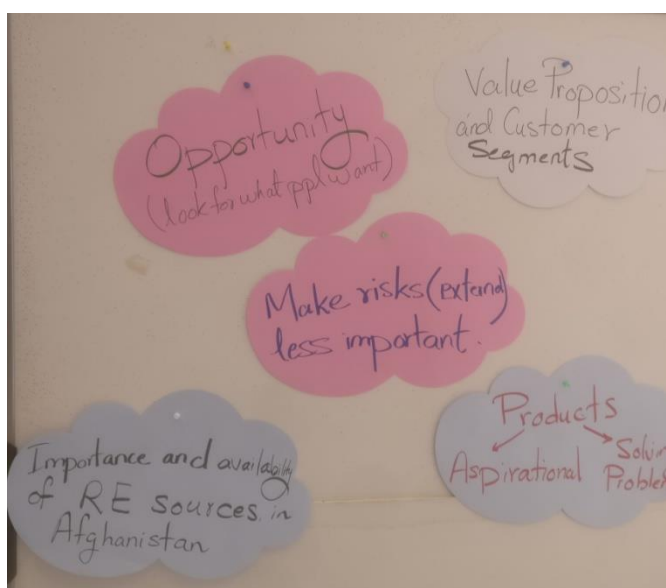 Opportunity
(look for what ppl want)
Value Proposition
and Customer
Segments
Make risks (extend)
less important.
Importance and availability
of RE sources in
Afghanistan
Products
Aspirational
Solvin
Problem